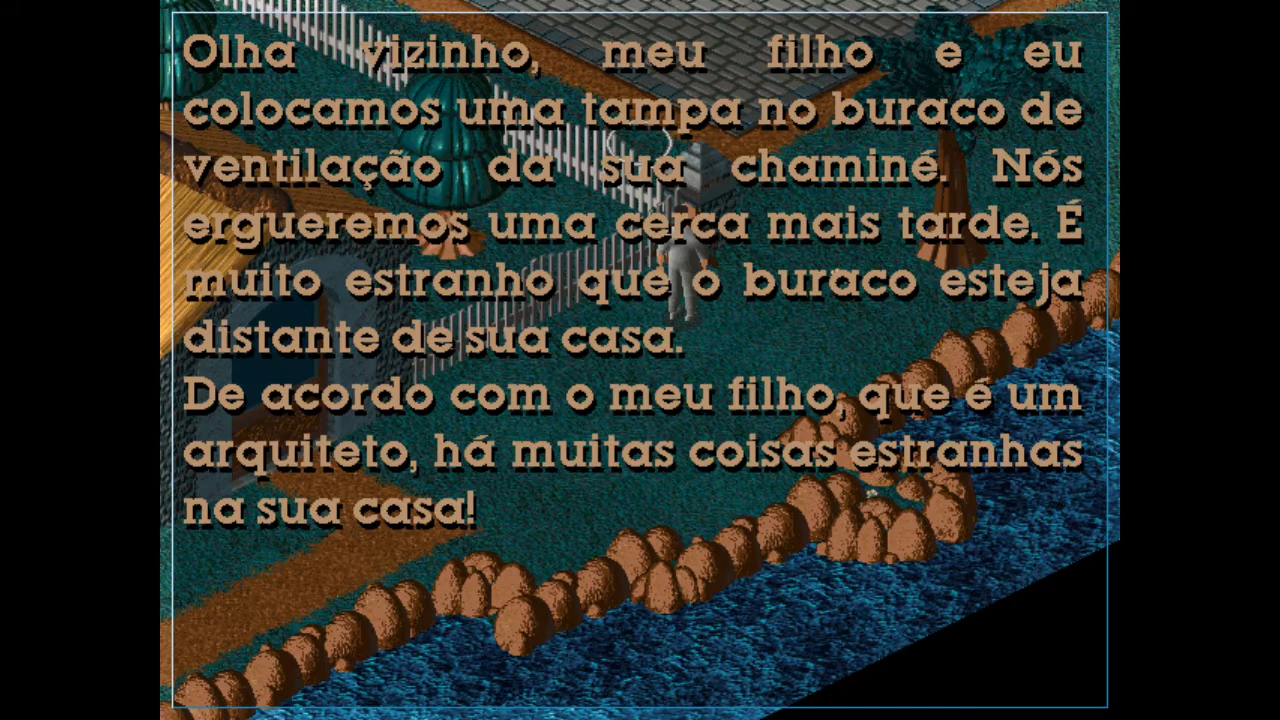 Olha vizinho, meu filho e eu
colocamos uma tampa no buraco de
ventilação da sua chaminé. Nós
ergueremos uma cerca mais tarde. É
muito estranho que o buraco esteja
distante de sua casa.
De acordo com o meu filho, que é um
arquiteto, há muitas coisas estranhas
na sua casa!